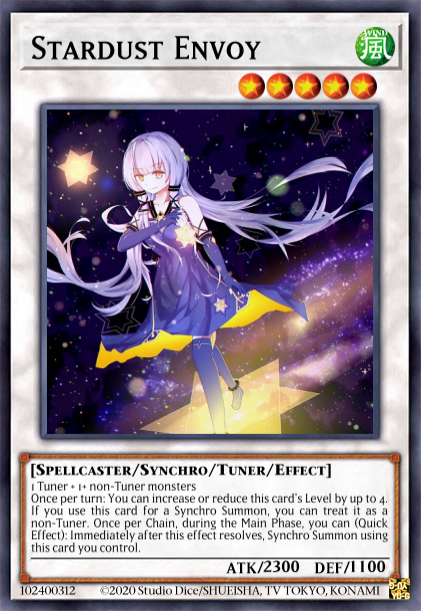 Stardust Envoy
WIND
風
[Spellcaster/Synchro/Tuner/Effect]
1 Tuner + 1+ non-Tuner monsters
Once per turn: You can increase or reduce this card's Level by up to 4.
If you use this card for a Synchro Summon, you can treat it as a
non-Tuner. Once per Chain, during the Main Phase, you can (Quick
Effect): Immediately after this effect resolves, Synchro Summon using
this card you control.
ATK/2300 DEF/1100
102400312 ©2020 Studio Dice/SHUEISHA, TV TOKYO, KONAMI